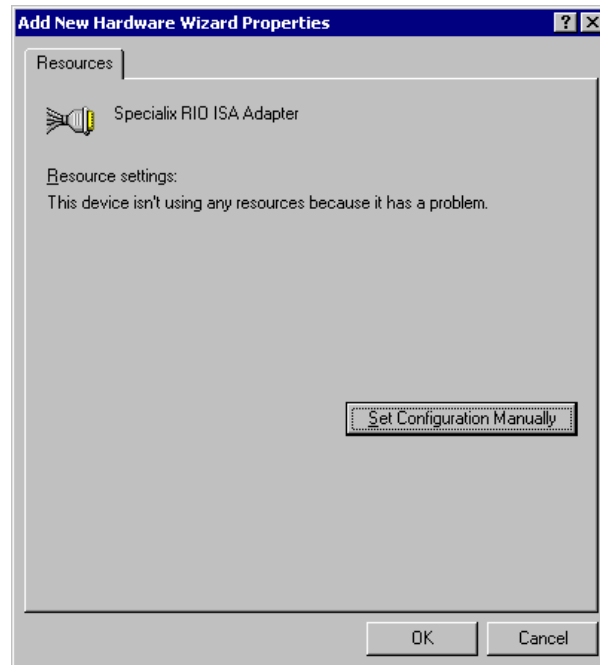 Add New Hardware Wizard Properties
Resources
Specialix RIO ISA Adapter
Resource settings:
This device isn't using any resources because it has a problem.
Set Configuration Manually
OK Cancel